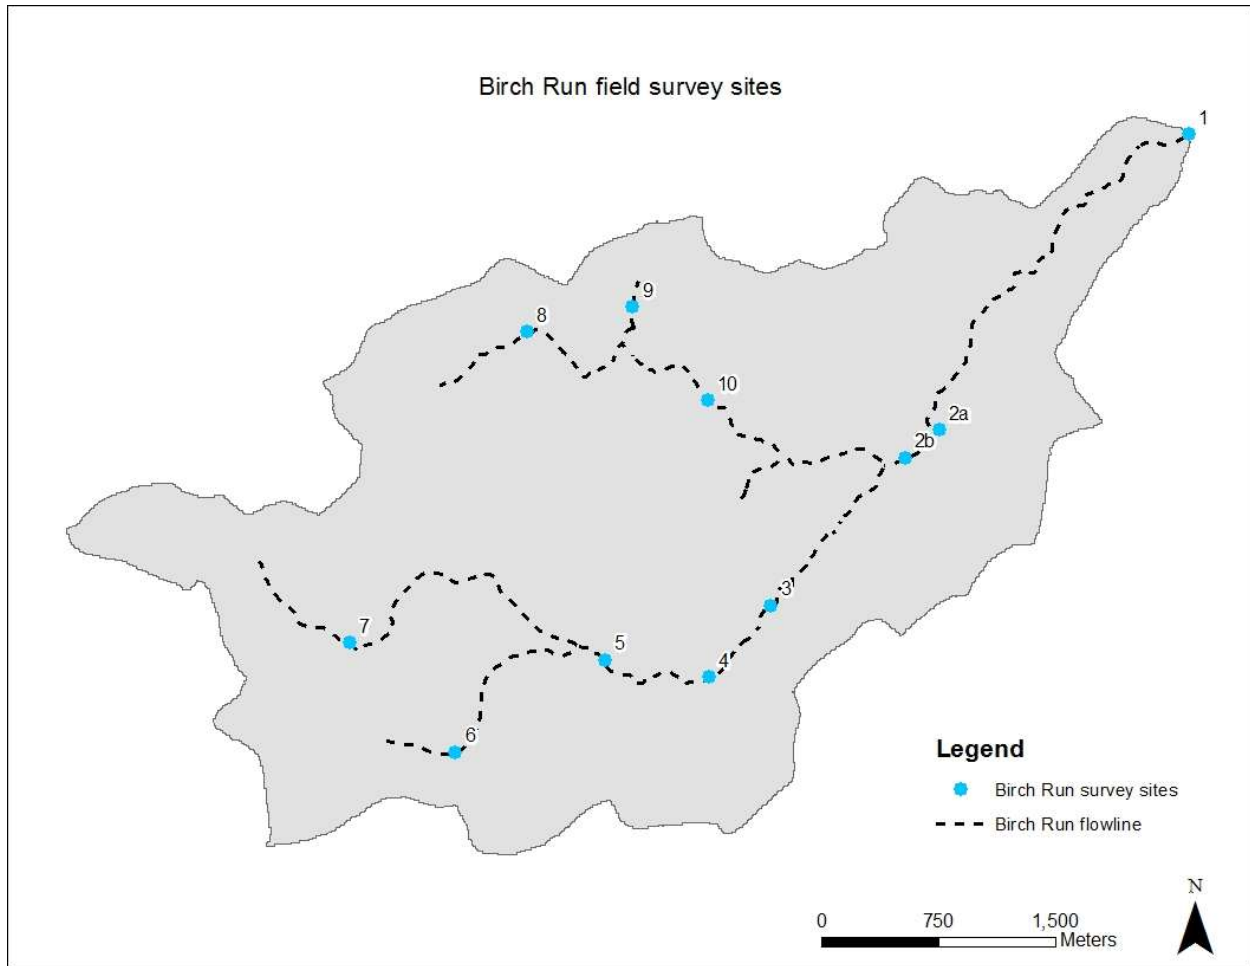 Birch Run field survey sites
1
9
8
10
2a
2b
3
7
5
4
6
Legend
Birch Run survey sites
Birch Run flowline
N
0 750 1,500
Meters